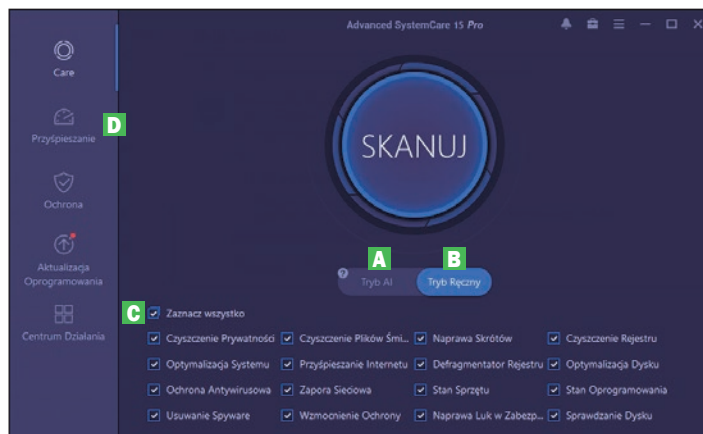 Advanced SystemCare 15 Pro
Care
D
Przyśpieszanie
Ochrona
Aktualizacja
Oprogramowania
Centrum Działania
SKANUJ
A
B
? Tryb AI Tryb Ręczny
C Zaznacz wszystko
Czyszczenie Prywatności Czyszczenie Plików Śmi... Naprawa Skrótów Czyszczenie Rejestru
Optymalizacja Systemu Przyśpieszanie Internetu Defragmentator Rejestru Optymalizacja Dysku
Ochrona Antywirusowa Zapora Sieciowa Stan Sprzętu Stan Oprogramowania
Usuwanie Spyware Wzmocnienie Ochrony Naprawa Luk w Zabezp... Sprawdzanie Dysku